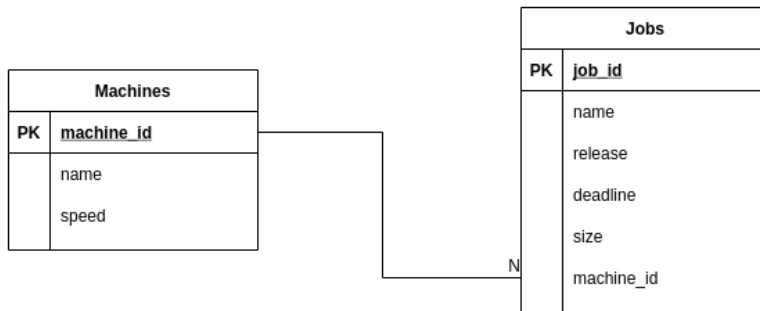 Machines
PK machine_id
name
speed
Jobs
PK job_id
name
release
deadline
size
machine_id
N